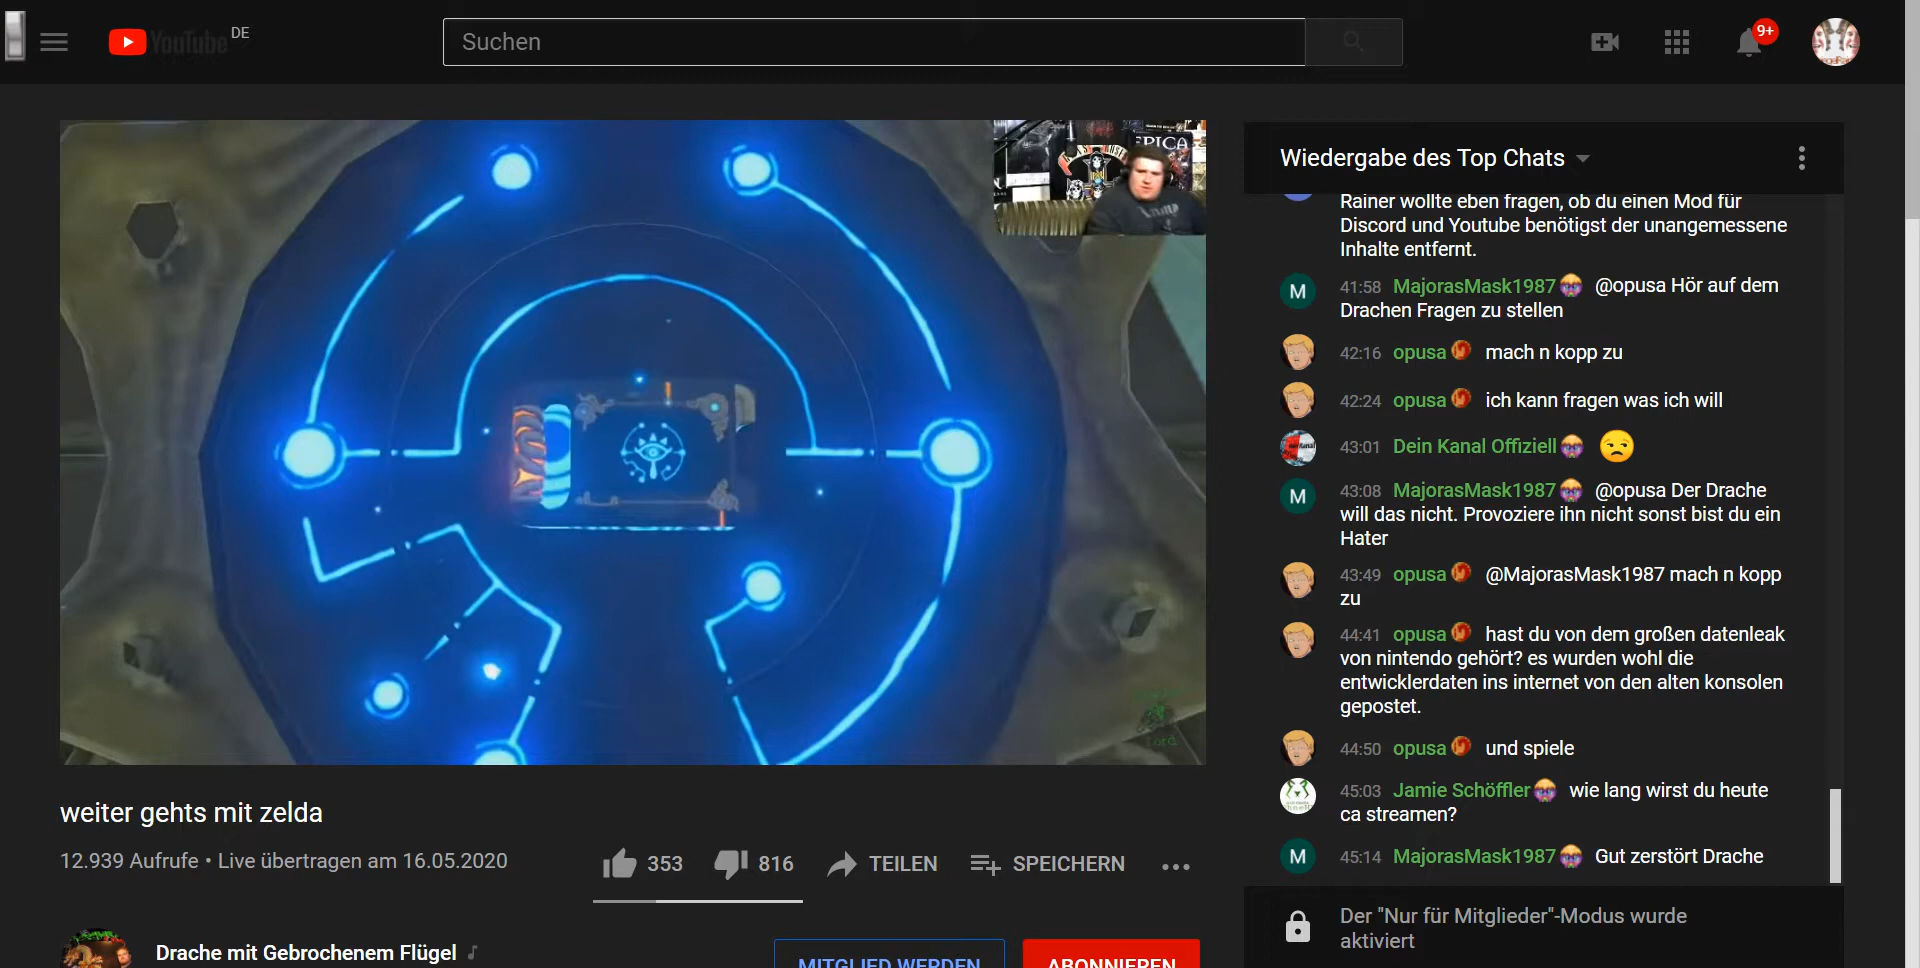 YouTube DE
Suchen
9+
EPICA
Wiedergabe des Top Chats
Rainer wollte eben fragen, ob du einen Mod für
Discord und Youtube benötigst der unangemessene
Inhalte entfernt.
M 41:58 MajorasMask1987 @opusa Hör auf dem
Drachen Fragen zu stellen
42:16 opusa mach n kopp zu
42:24 opusa ich kann fragen was ich will
43:01 Dein Kanal Offiziell
M 43:08 MajorasMask1987 @opusa Der Drache
will das nicht. Provoziere ihn nicht sonst bist du ein
Hater
43:49 opusa @MajorasMask1987 mach n kopp
zu
44:41 opusa hast du von dem großen datenleak
von nintendo gehört? es wurden wohl die
entwicklerdaten ins internet von den alten konsolen
gepostet.
44:50 opusa und spiele
45:03 Jamie Schöffler wie lang wirst du heute
ca streamen?
M 45:14 MajorasMask1987 Gut zerstört Drache
Der "Nur für Mitglieder"-Modus wurde
aktiviert
weiter gehts mit zelda
12.939 Aufrufe • Live übertragen am 16.05.2020
353 816 TEILEN SPEICHERN
Drache mit Gebrochenem Flügel
MITGLIED WERDEN ABONNIEREN